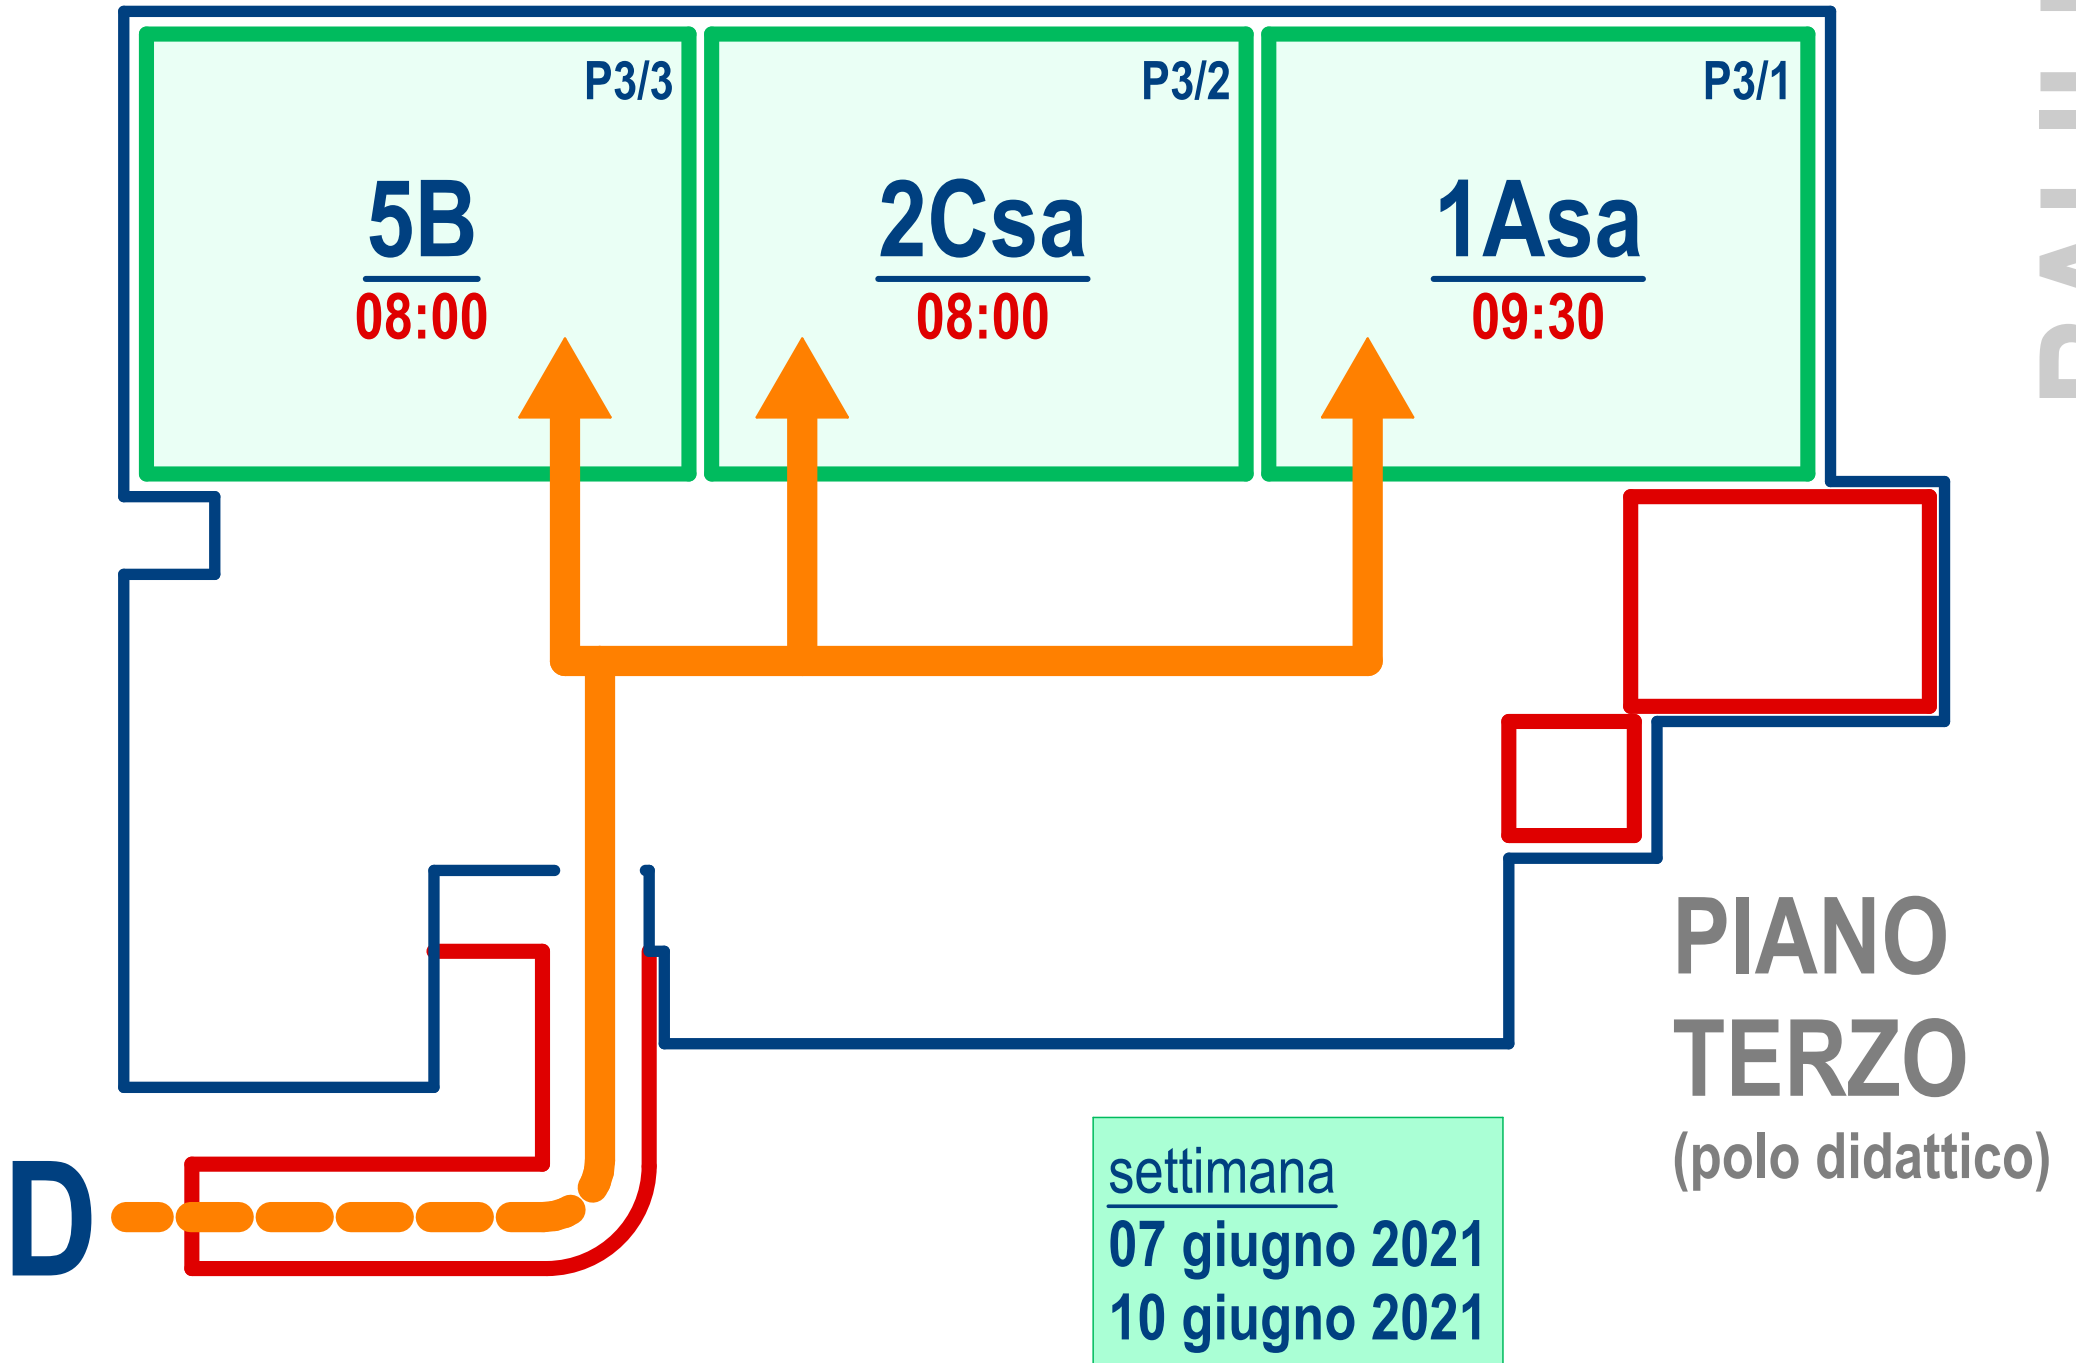 P3/3
P3/2
P3/1
5B
08:00
2Csa
08:00
1Asa
09:30
PIANO
TERZO
(polo didattico)
D
settimana
07 giugno 2021
10 giugno 2021